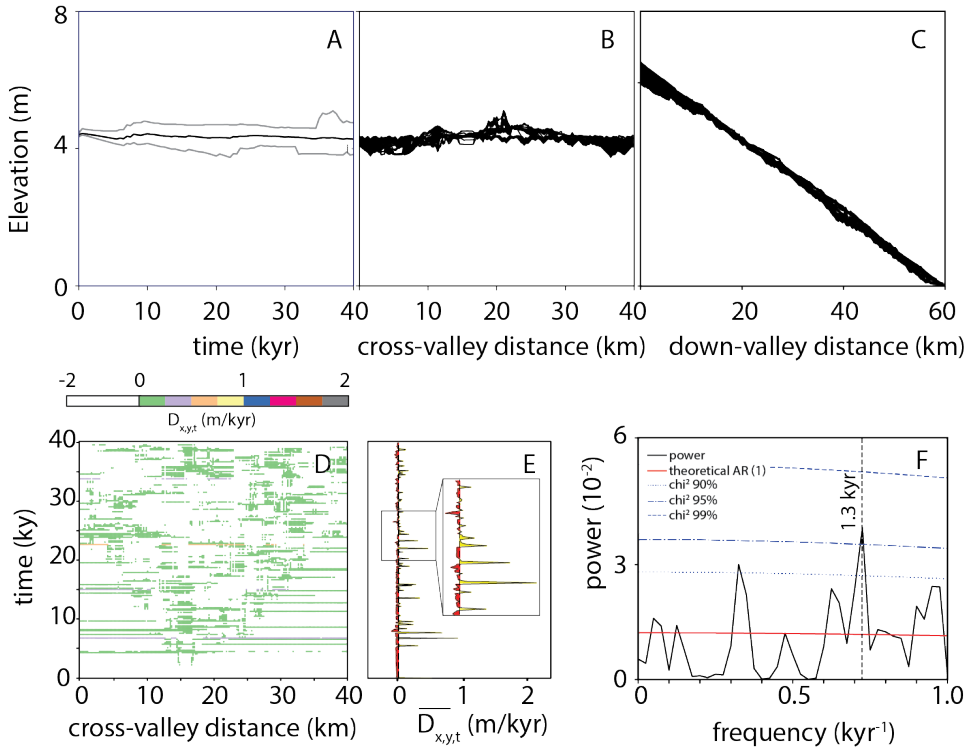 8
4
0
Elevation (m)
A
B
C
0
10
20
30
40
10
20
30
40
20
40
60
time (kyr)
cross-valley distance (km)
down-valley distance (km)
-2
0
1
2
Dx,y,t (m/kyr)
40
30
20
10
0
time (ky)
D
0
10
20
30
40
cross-valley distance (km)
E
0
1
2
Dx,y,t (m/kyr)
6
3
0
power (10-2)
F
power
theoretical AR (1)
chi² 90%
chi² 95%
chi² 99%
1.3 kyr
0
0.5
1.0
frequency (kyr-1)